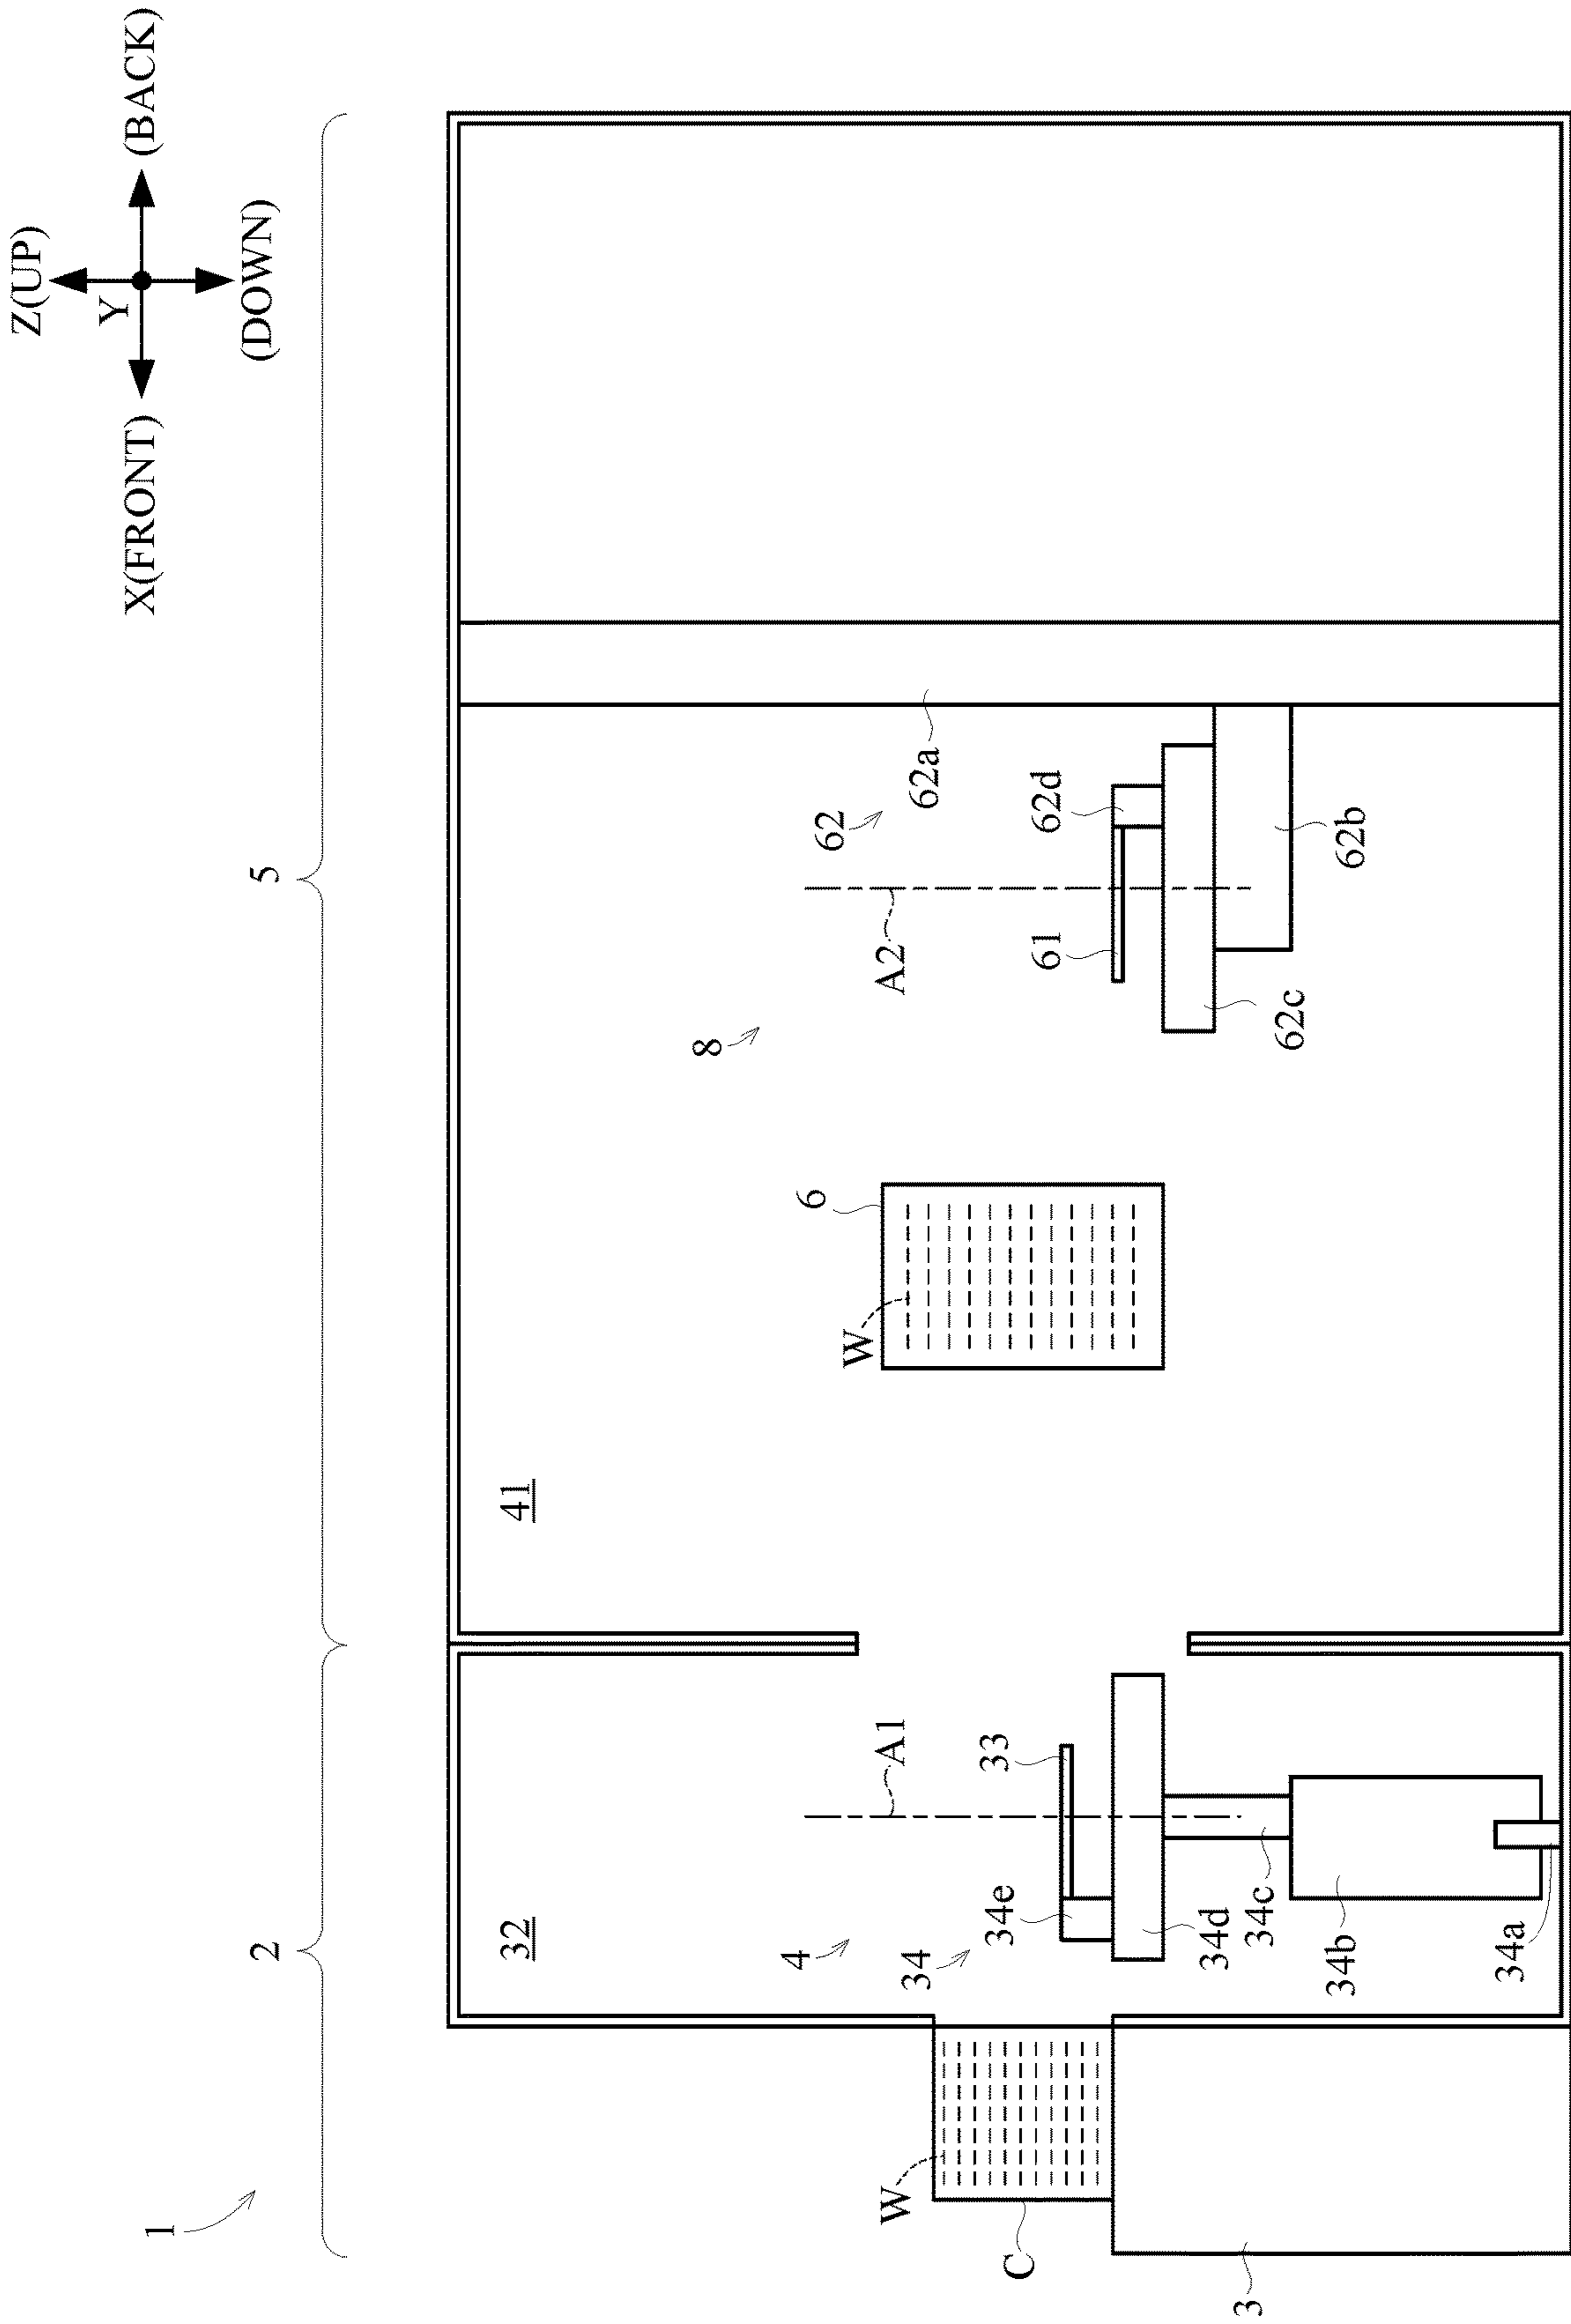 Z(UP)
Y
X(FRONT)
(BACK)
(DOWN)
1
2
5
32
41
4
34
A1
W
6
8
A2
62
62a
34e
33
61
62d
W
C
34d
34c
62c
62b
34b
34a
3